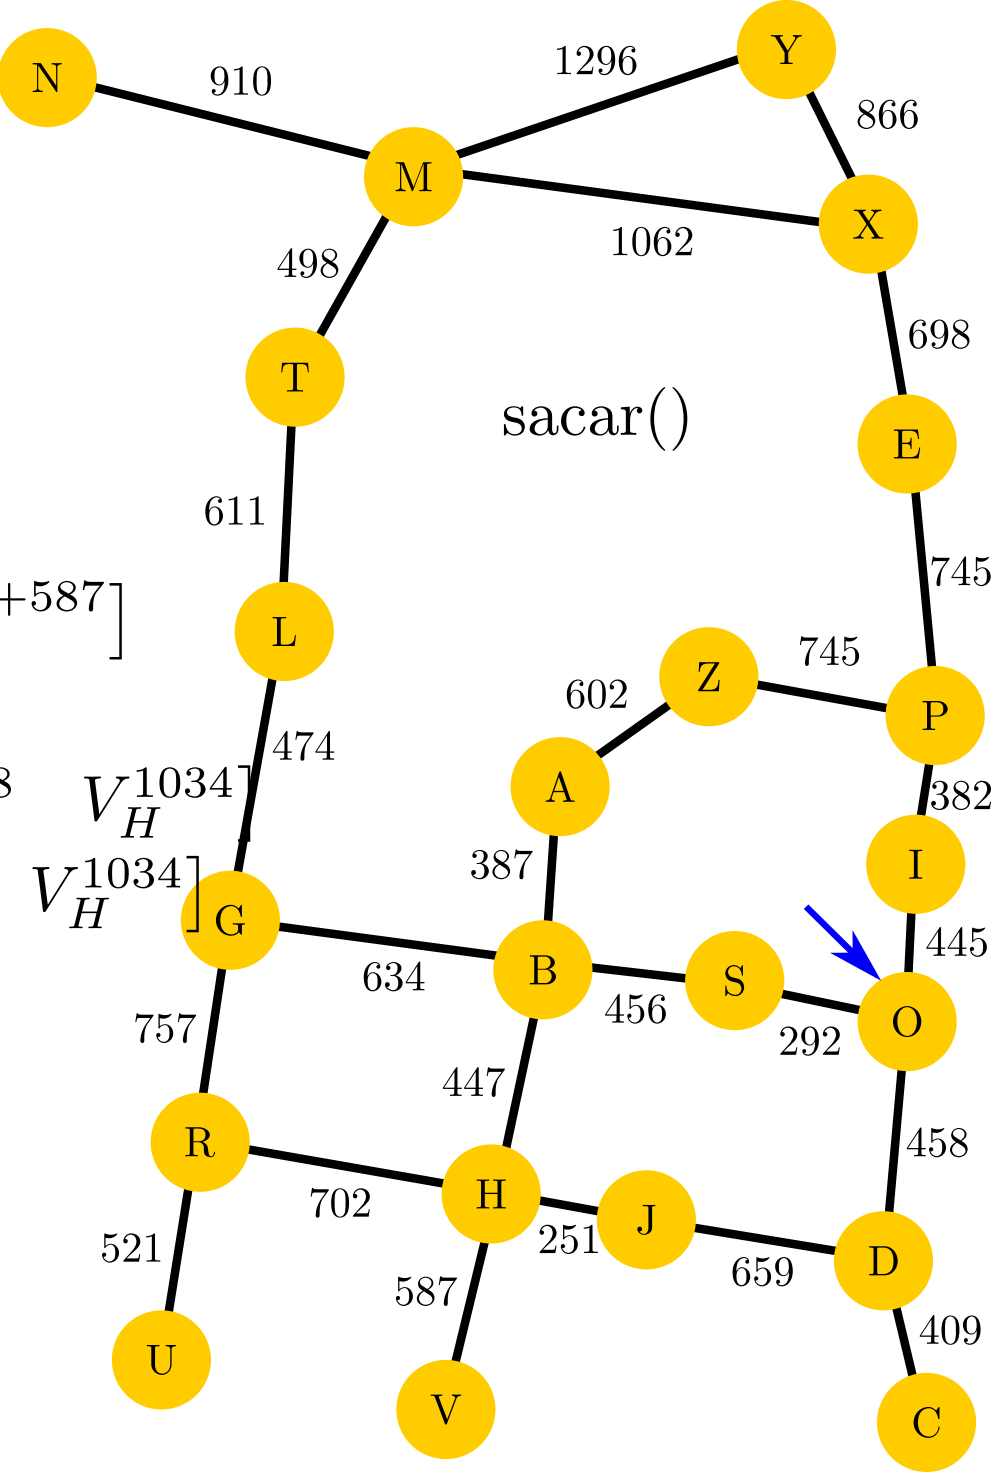 Y
N
1296
910
866
M
X
1062
498
698
T
sacar()
E
611
745
+587]
L
745
Z
602
P
474
8
V_H^{1034}]
A
382
I
387
V_H^{1034}]
G
445
B
S
634
456
O
757
292
447
458
R
H
702
J
251
521
D
659
587
409
U
V
C